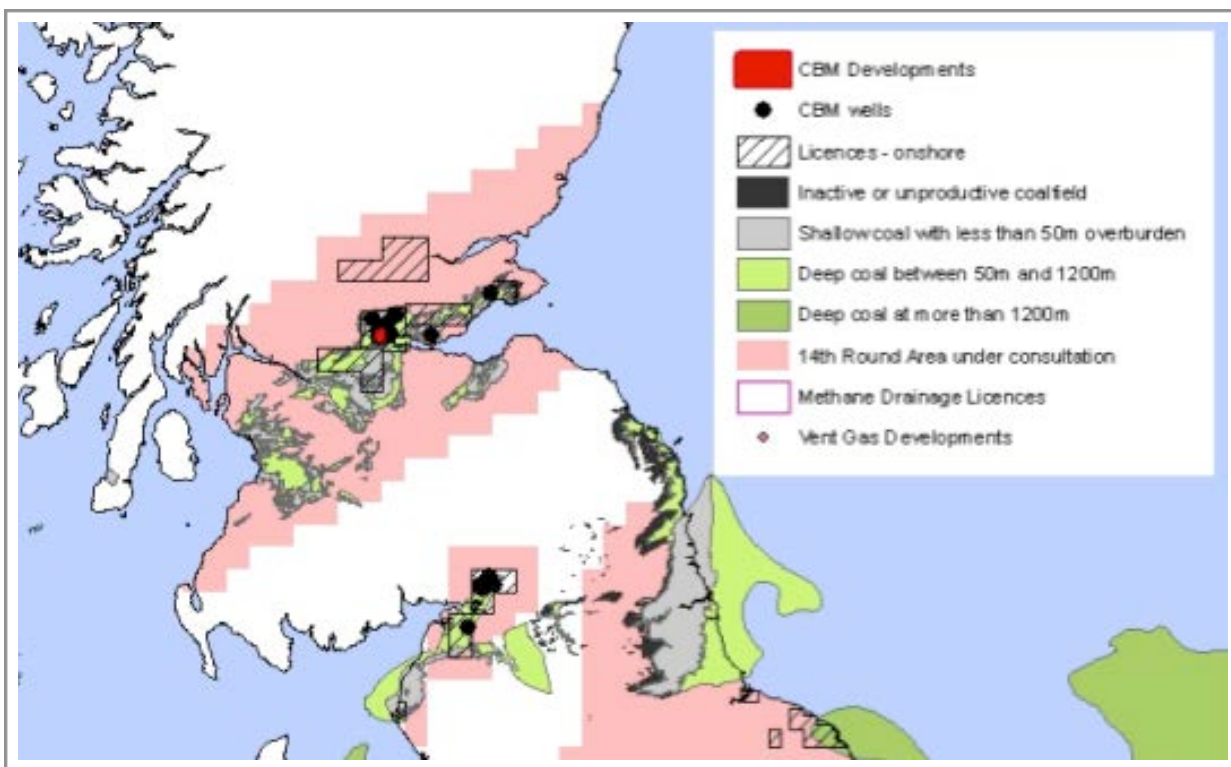 CBM Developments
CBM wells
Licences - onshore
Inactive or unproductive coalfield
Shallow coal with less than 50m overburden
Deep coal between 50m and 1200m
Deep coal at more than 1200m
14th Round Area under consultation
Methane Drainage Licences
Vent Gas Developments